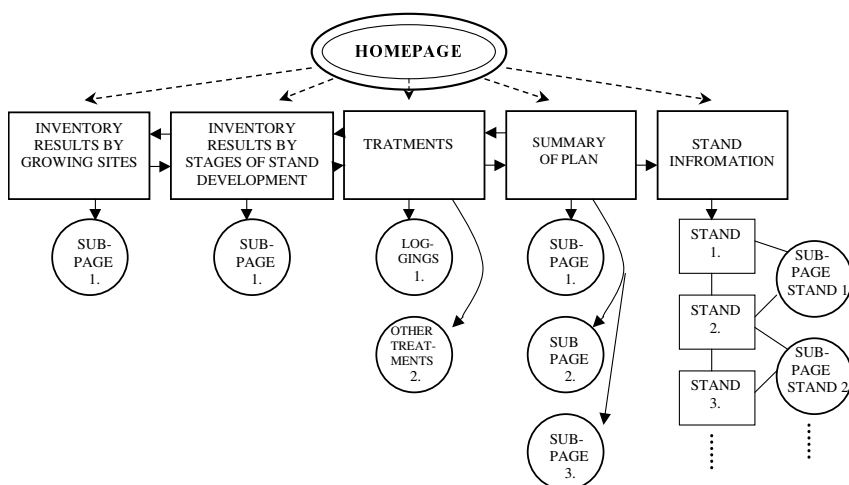 HOMEPAGE
INVENTORY
RESULTS BY
GROWING SITES
INVENTORY
RESULTS BY
STAGES OF STAND
DEVELOPMENT
TRATMENTS
SUMMARY
OF PLAN
STAND
INFROMATION
SUB-
PAGE
1.
SUB-
PAGE
1.
LOG-
GINGS
1.
SUB-
PAGE
1.
STAND
1.
SUB-
PAGE
STAND 1
OTHER
TREAT-
MENTS
2.
SUB
PAGE
2.
STAND
2.
SUB-
PAGE
STAND 2
STAND
3.
SUB-
PAGE
3.